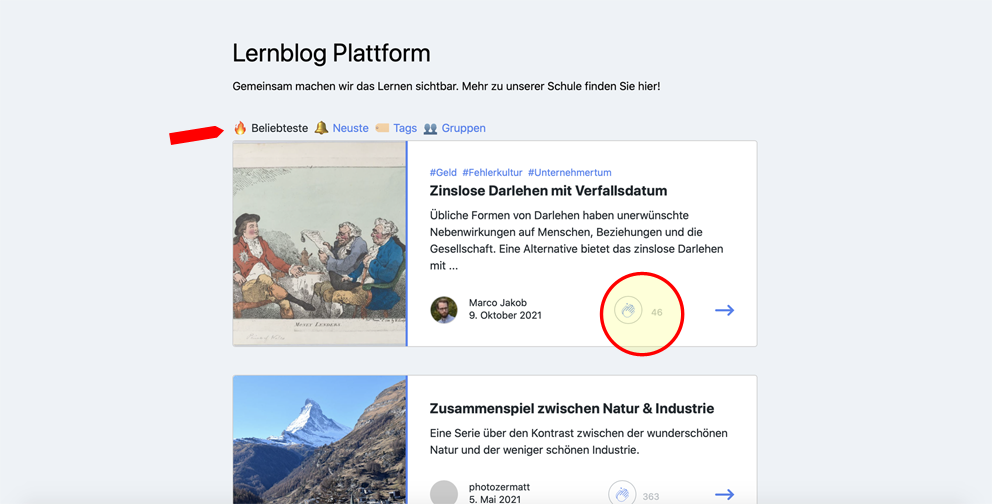 Lernblog Plattform
Gemeinsam machen wir das Lernen sichtbar. Mehr zu unserer Schule finden Sie hier!
Beliebteste Neuste Tags Gruppen
#Geld #Fehlerkultur #Unternehmertum
Zinslose Darlehen mit Verfallsdatum
Übliche Formen von Darlehen haben unerwünschte
Nebenwirkungen auf Menschen, Beziehungen und die
Gesellschaft. Eine Alternative bietet das zinslose Darlehen
mit ...
Marco Jakob
9. Oktober 2021
46
Zusammenspiel zwischen Natur & Industrie
Eine Serie über den Kontrast zwischen der wunderschönen
Natur und der weniger schönen Industrie.
photozermatt
5. Mai 2021
363